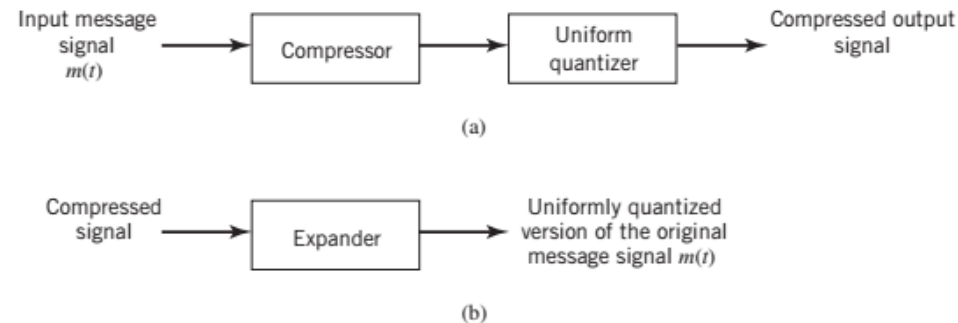 Input message
signal
m(t)
Compressor
Uniform
quantizer
Compressed output
signal
(a)
Compressed
signal
Expander
Uniformly quantized
version of the original
message signal m(t)
(b)